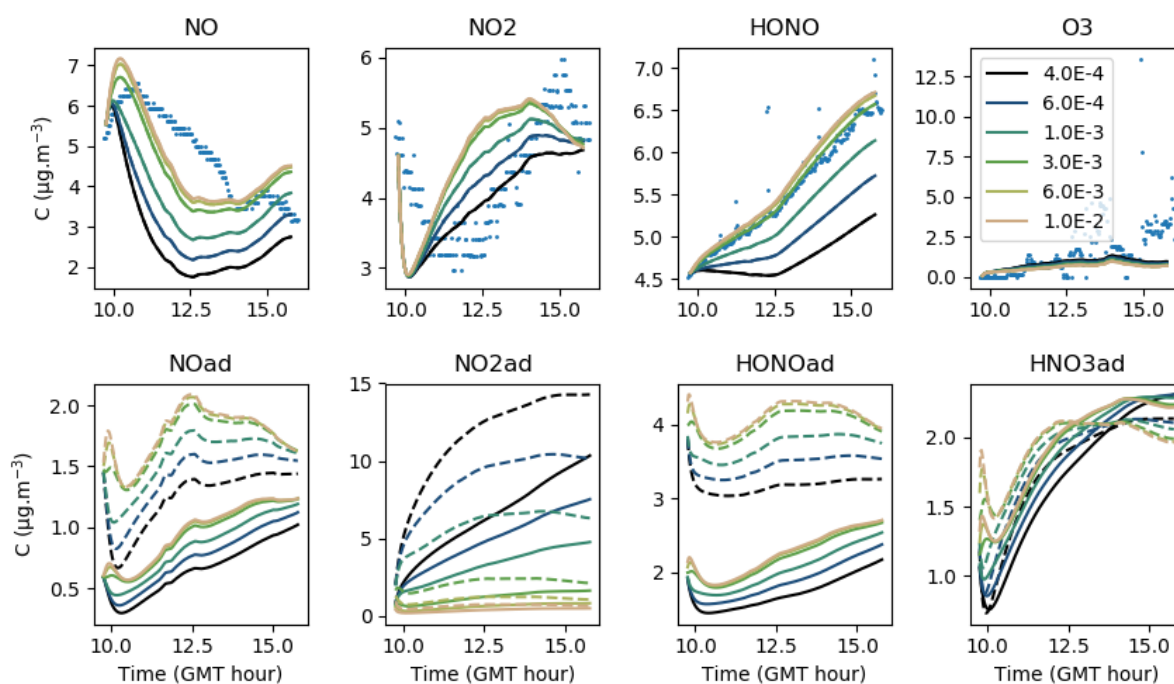 NO NO2 HONO O3
C (µg.m⁻³)
7
6
5
4
3
2
10.0 12.5 15.0
6
5
4
3
10.0 12.5 15.0
7.0
6.5
6.0
5.5
5.0
4.5
10.0 12.5 15.0
12.5
10.0
7.5
5.0
2.5
0.0
10.0 12.5 15.0
4.0E-4
6.0E-4
1.0E-3
3.0E-3
6.0E-3
1.0E-2
NOad NO2ad HONOad HNO3ad
C (µg.m⁻³)
2.0
1.5
1.0
0.5
10.0 12.5 15.0
15
10
5
0
10.0 12.5 15.0
4
3
2
10.0 12.5 15.0
2.0
1.5
1.0
10.0 12.5 15.0
Time (GMT hour) Time (GMT hour) Time (GMT hour) Time (GMT hour)